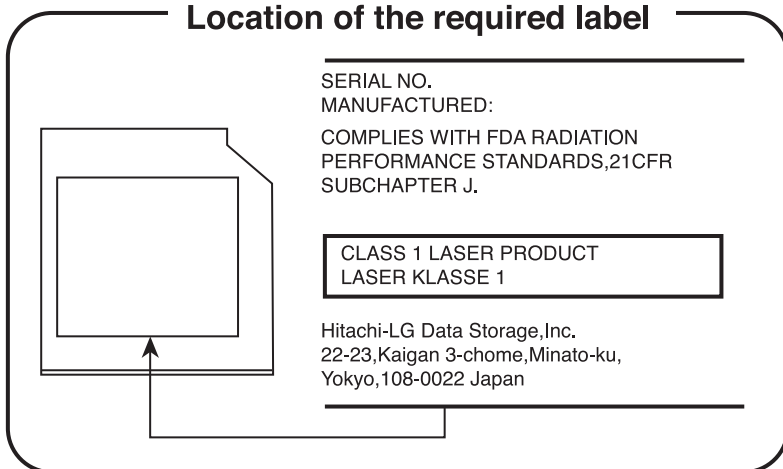 Location of the required label
SERIAL NO.
MANUFACTURED:
COMPLIES WITH FDA RADIATION
PERFORMANCE STANDARDS,21CFR
SUBCHAPTER J.
CLASS 1 LASER PRODUCT
LASER KLASSE 1
Hitachi-LG Data Storage,Inc.
22-23,Kaigan 3-chome,Minato-ku,
Yokyo,108-0022 Japan